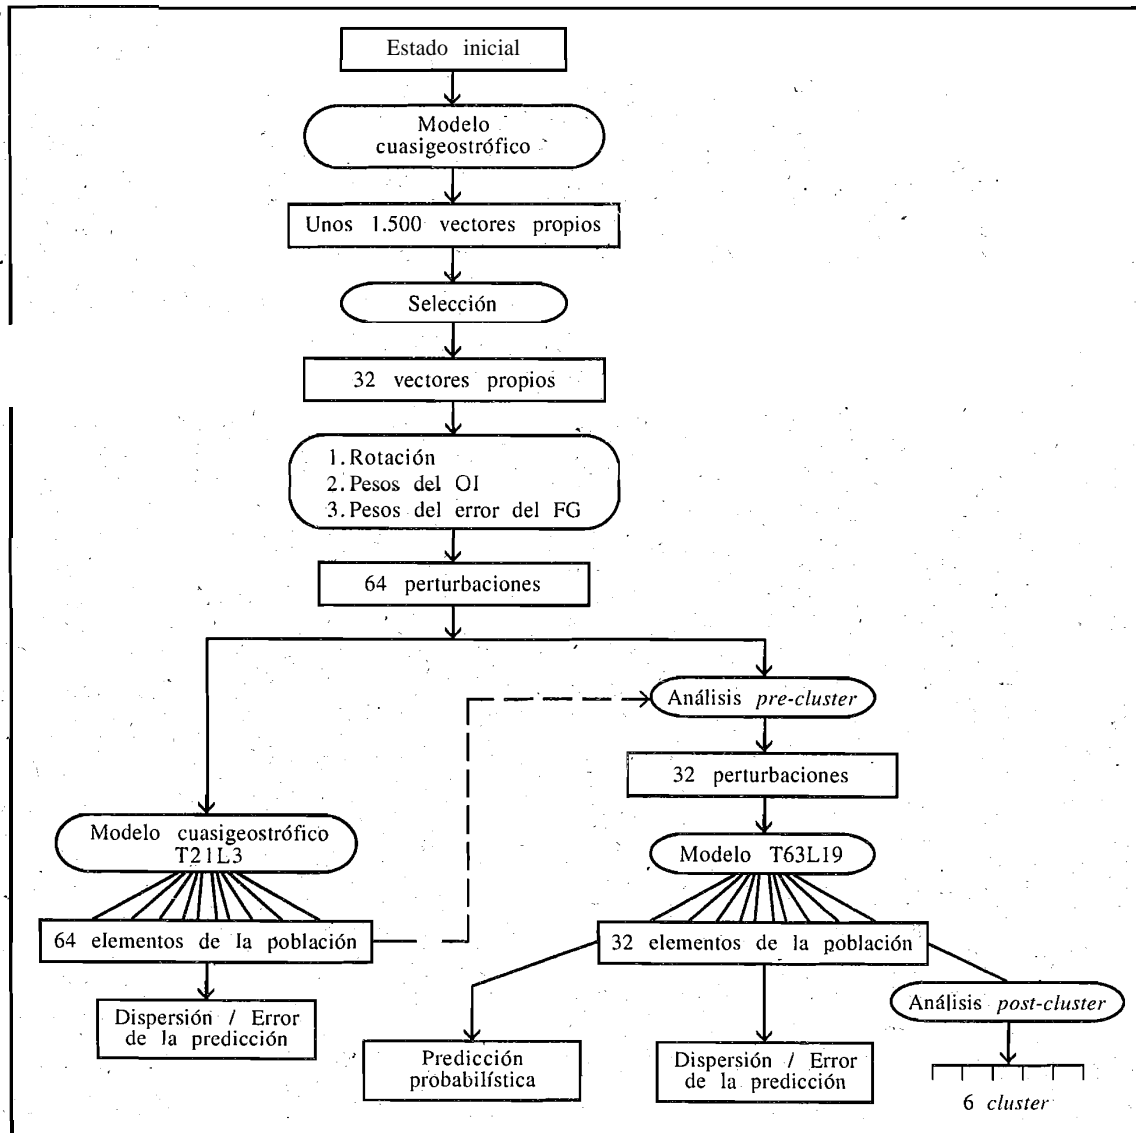 Estado inicial
Modelo
cuasigeostrófico
Unos 1.500 vectores propios
Selección
32 vectores propios
1. Rotación
2. Pesos del OI
3. Pesos del error del FG
64 perturbaciones
Análisis pre-cluster
32 perturbaciones
Modelo cuasigeostrófico
T21L3
Modelo T63L19
64 elementos de la población
32 elementos de la población
Análisis post-cluster
Dispersión / Error
de la predicción
Predicción
probabilística
Dispersión / Error
de la predicción
6 cluster